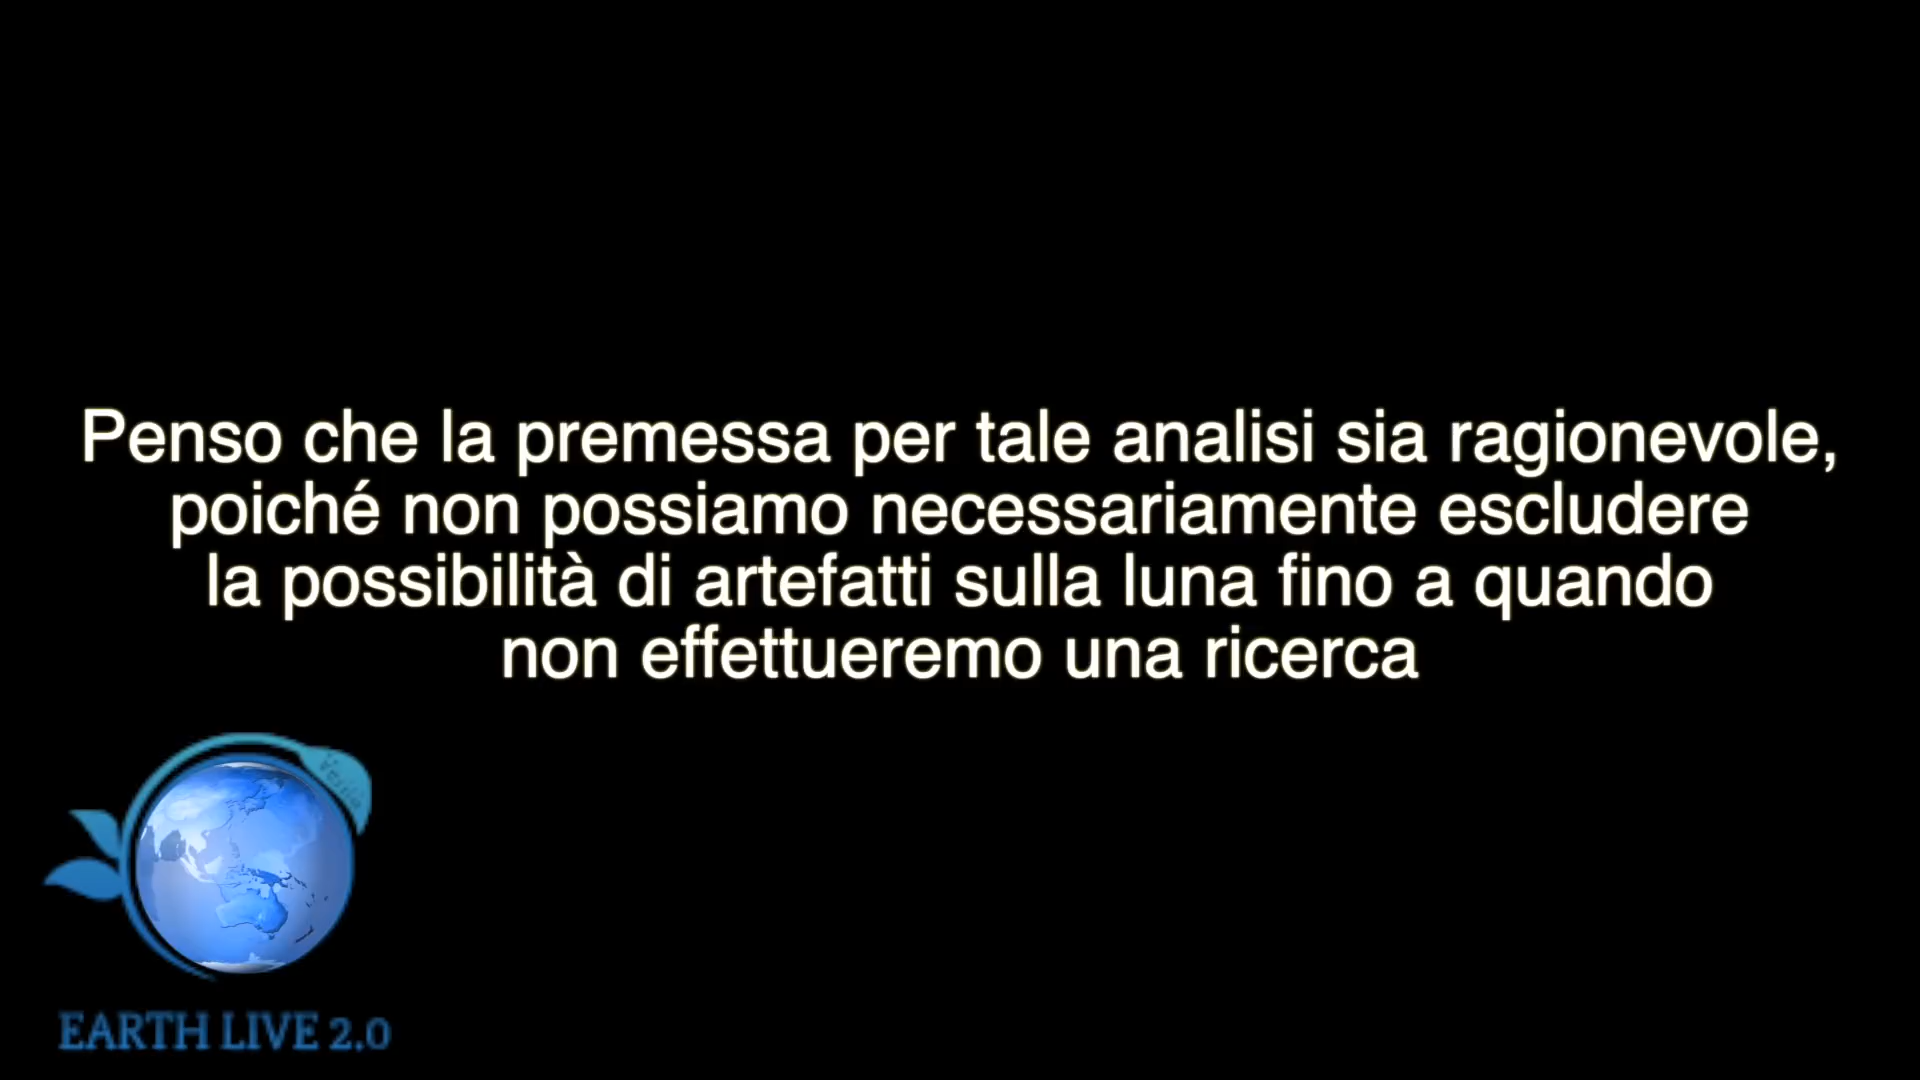 Penso che la premessa per tale analisi sia ragionevole,
poiché non possiamo necessariamente escludere
la possibilità di artefatti sulla luna fino a quando
non effettueremo una ricerca
EARTH LIVE 2.0